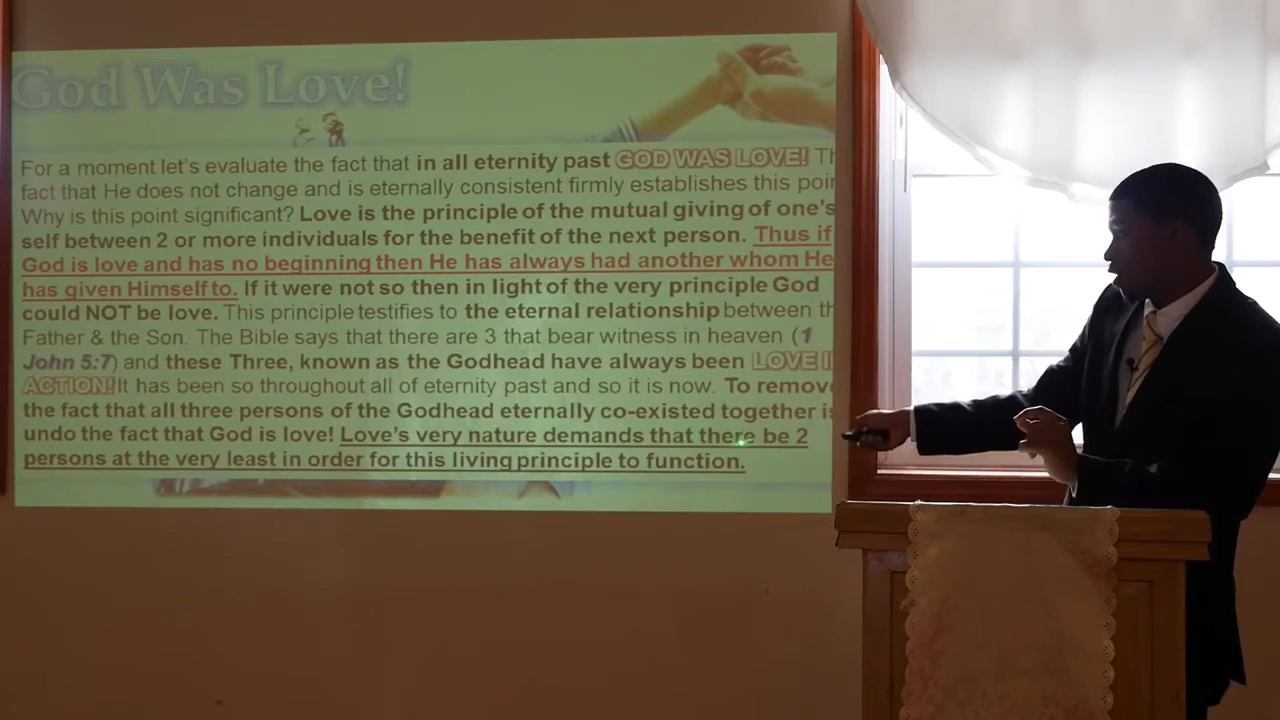 God Was Love!
For a moment let's evaluate the fact that in all eternity past GOD WAS LOVE!
fact that He does not change and is eternally consistent firmly establishes this
Why is this point significant? Love is the principle of the mutual giving of one's
self between 2 or more individuals for the benefit of the next person. Thus if
God is love and has no beginning then He has always had another whom He
has given Himself to. If it were not so then in light of the very principle God
could NOT be love. This principle testifies to the eternal relationship between
Father & the Son. The Bible says that there are 3 that bear witness in heaven (1
John 5:7) and these Three, known as the Godhead have always been LOVE
ACTION! It has been so throughout all of eternity past and so it is now. To remov
the fact that all three persons of the Godhead eternally co-existed together
undo the fact that God is love! Love's very nature demands that there be 2
persons at the very least in order for this living principle to function.